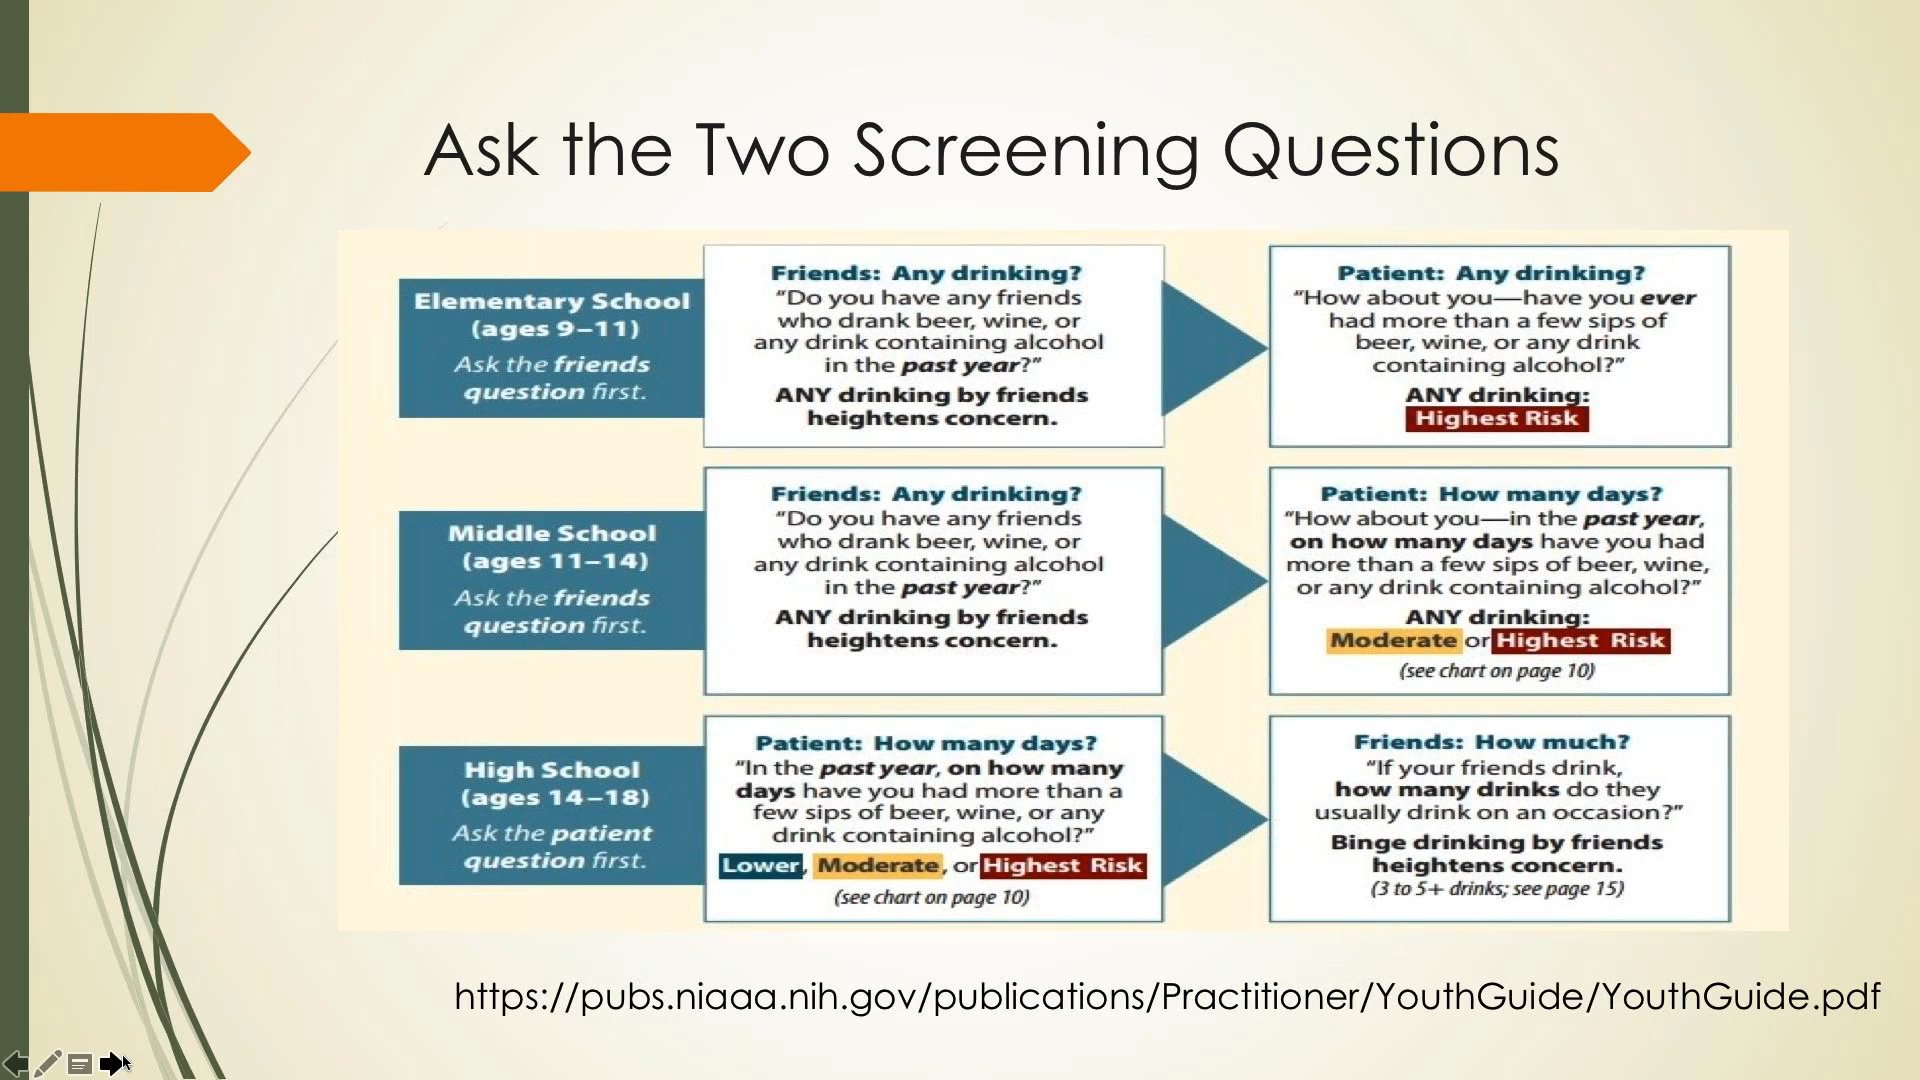 Ask the Two Screening Questions
Elementary School
(ages 9–11)
Ask the friends
question first.
Friends: Any drinking?
“Do you have any friends
who drank beer, wine, or
any drink containing alcohol
in the past year?”
ANY drinking by friends
heightens concern.
Patient: Any drinking?
“How about you—have you ever
had more than a few sips of
beer, wine, or any drink
containing alcohol?”
ANY drinking:
Highest Risk
Middle School
(ages 11–14)
Ask the friends
question first.
Friends: Any drinking?
“Do you have any friends
who drank beer, wine, or
any drink containing alcohol
in the past year?”
ANY drinking by friends
heightens concern.
Patient: How many days?
“How about you—in the past year,
on how many days have you had
more than a few sips of beer, wine,
or any drink containing alcohol?”
ANY drinking:
Moderate or Highest Risk
(see chart on page 10)
High School
(ages 14–18)
Ask the patient
question first.
Patient: How many days?
“In the past year, on how many
days have you had more than a
few sips of beer, wine, or any
drink containing alcohol?”
Lower, Moderate, or Highest Risk
(see chart on page 10)
Friends: How much?
“If your friends drink,
how many drinks do they
usually drink on an occasion?”
Binge drinking by friends
heightens concern.
(3 to 5+ drinks; see page 15)
https://pubs.niaaa.nih.gov/publications/Practitioner/YouthGuide/YouthGuide.pdf